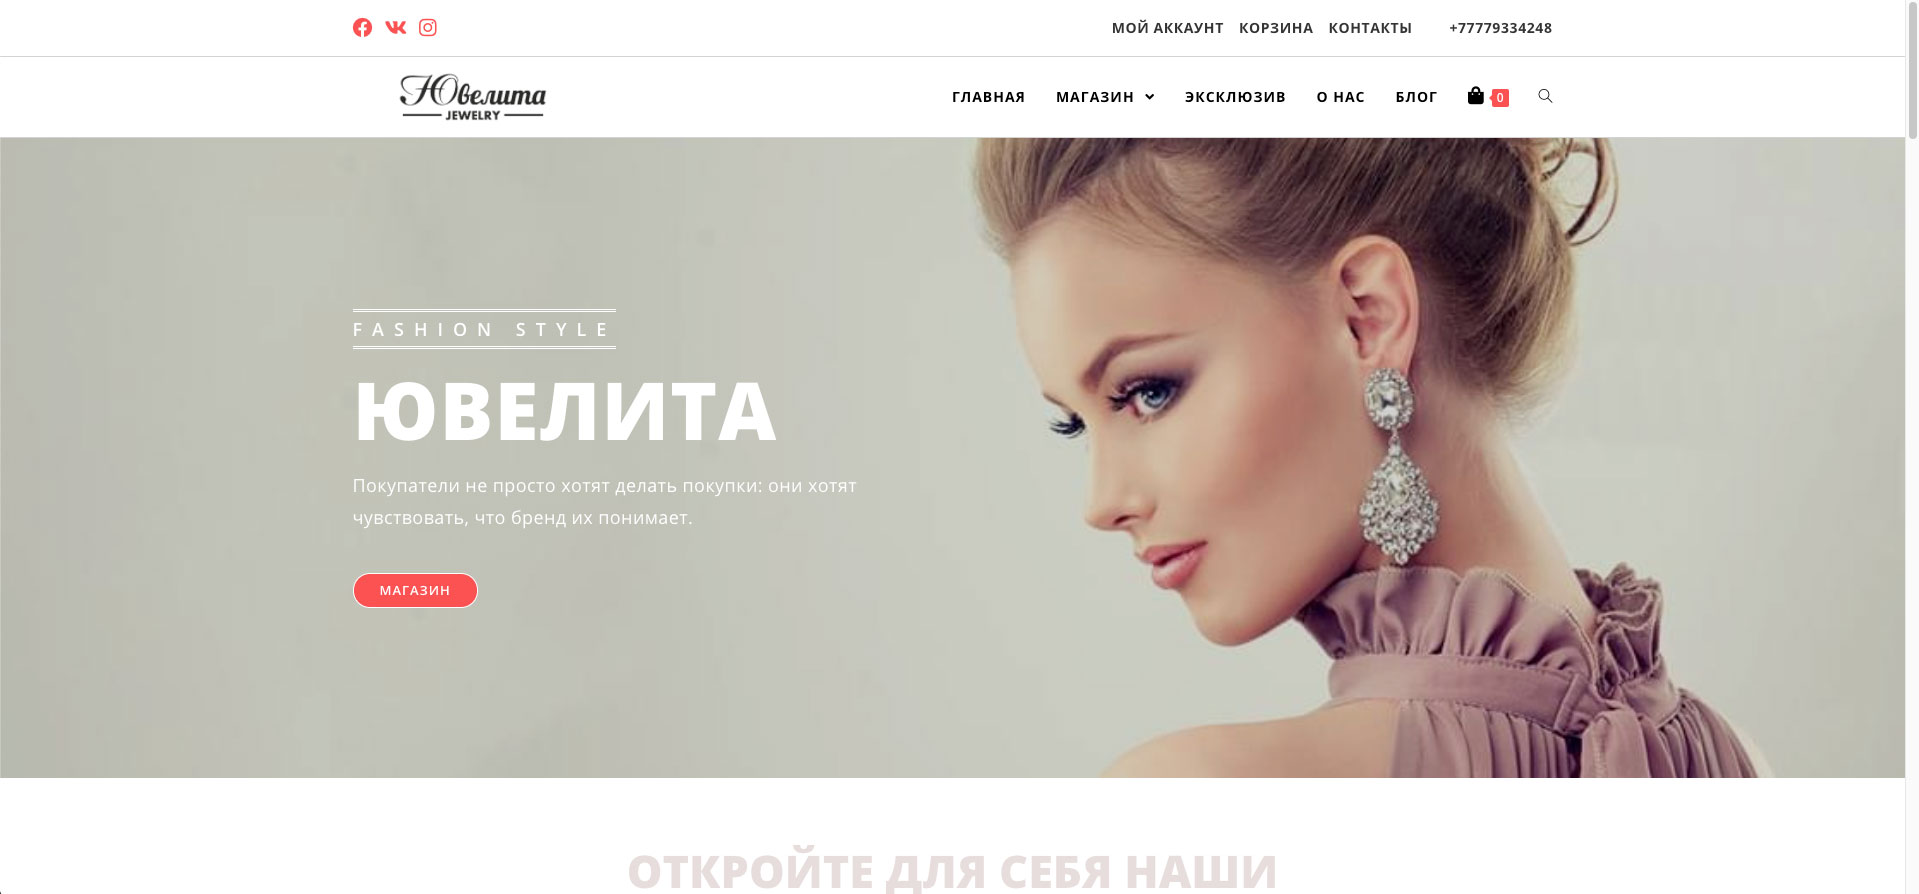 МОЙ АККАУНТ КОРЗИНА КОНТАКТЫ +77779334248
Ювелита
JEWELRY
ГЛАВНАЯ МАГАЗИН ЭКСКЛЮЗИВ О НАС БЛОГ 0
FASHION STYLE
ЮВЕЛИТА
Покупатели не просто хотят делать покупки: они хотят
чувствовать, что бренд их понимает.
МАГАЗИН
ОТКРОЙТЕ ДЛЯ СЕБЯ НАШИ